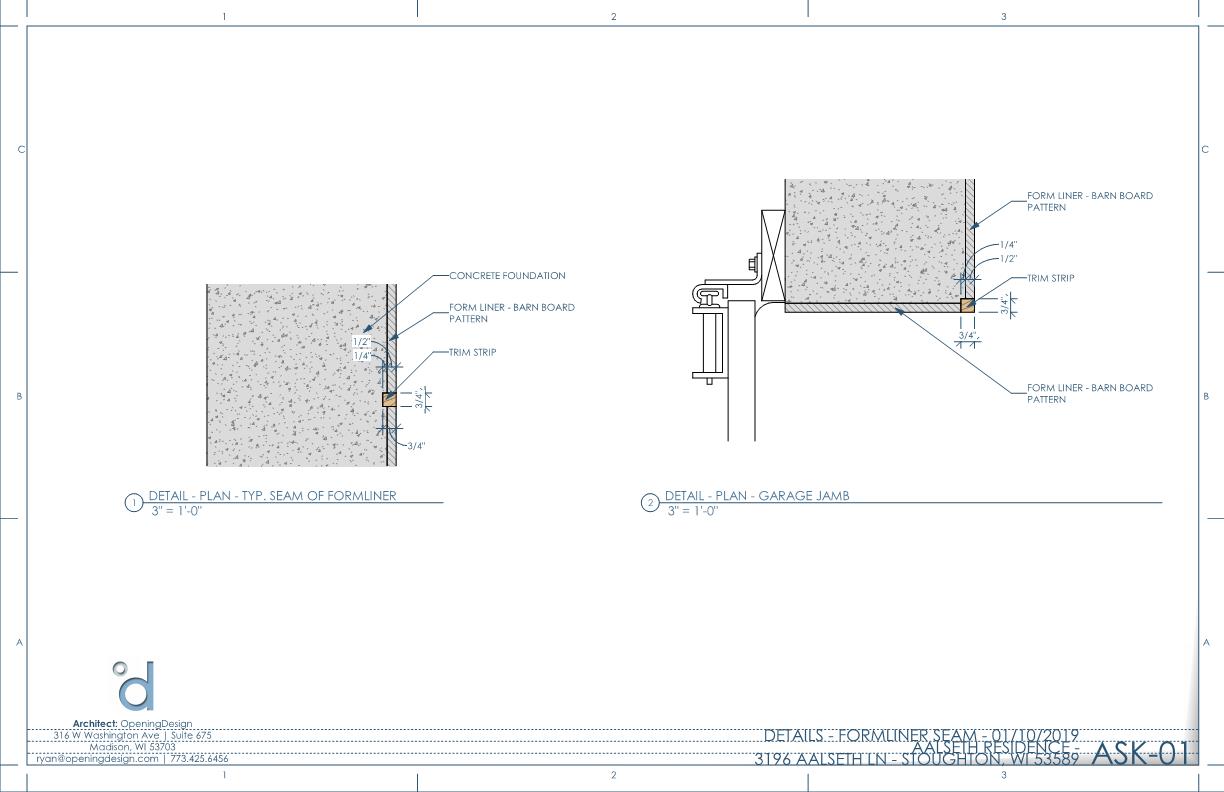 1
2
3
C
C
FORM LINER - BARN BOARD
PATTERN
1/4"
1/2"
TRIM STRIP
3/4"
3/4"
FORM LINER - BARN BOARD
PATTERN
CONCRETE FOUNDATION
FORM LINER - BARN BOARD
PATTERN
1/2"
1/4"
TRIM STRIP
3/4"
3/4"
B
B
1
DETAIL - PLAN - TYP. SEAM OF FORMLINER
3" = 1'-0"
2
DETAIL - PLAN - GARAGE JAMB
3" = 1'-0"
A
A
d
Architect: OpeningDesign
316 W Washington Ave | Suite 675
Madison, WI 53703
ryan@openingdesign.com | 773.425.6456
DETAILS - FORMLINER SEAM - 01/10/2019
AALSETH RESIDENCE -
3196 AALSETH LN - STOUGHTON, WI 53589
ASK-01
1
2
3